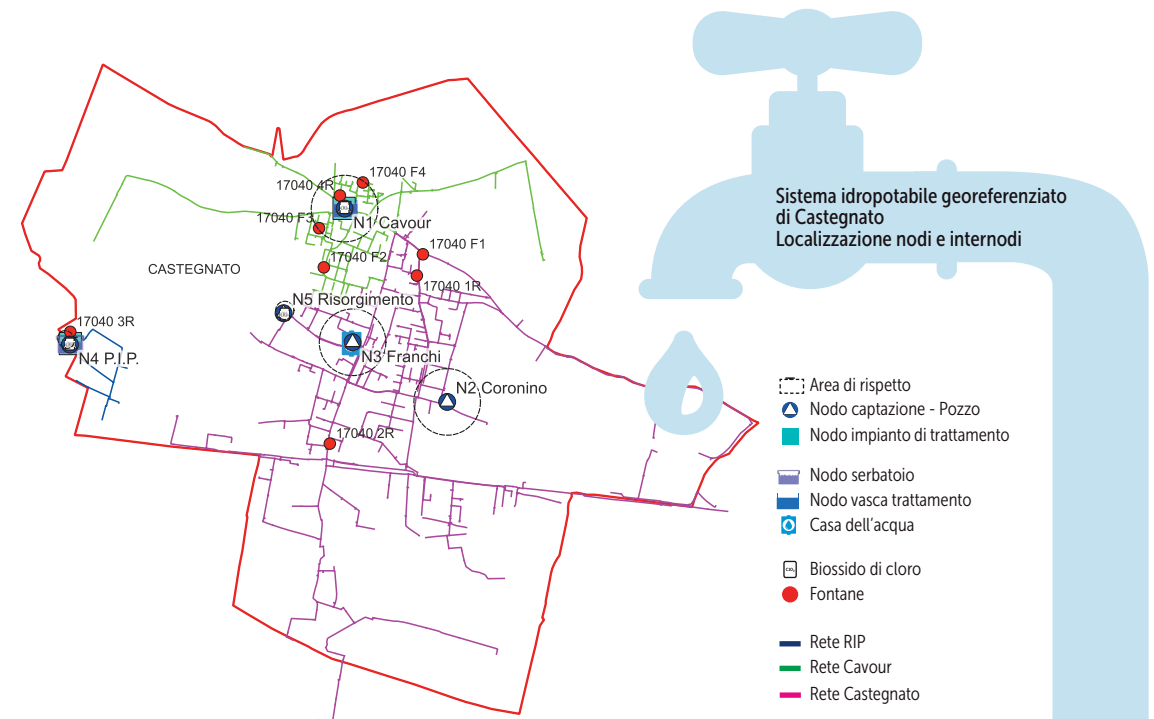 17040 F4
17040 4R
N1 Cavour
17040 F3
17040 F1
17040 F2
CASTEGNATO
17040 1R
N5 Risorgimento
17040 3R
N4 P.I.P.
N3 Franchi
N2 Coronino
17040 2R
Sistema idropotabile georeferenziato
di Castegnato
Localizzazione nodi e internodi
Area di rispetto
Nodo captazione - Pozzo
Nodo impianto di trattamento
Nodo serbatoio
Nodo vasca trattamento
Casa dell'acqua
Biossido di cloro
Fontane
Rete RIP
Rete Cavour
Rete Castegnato